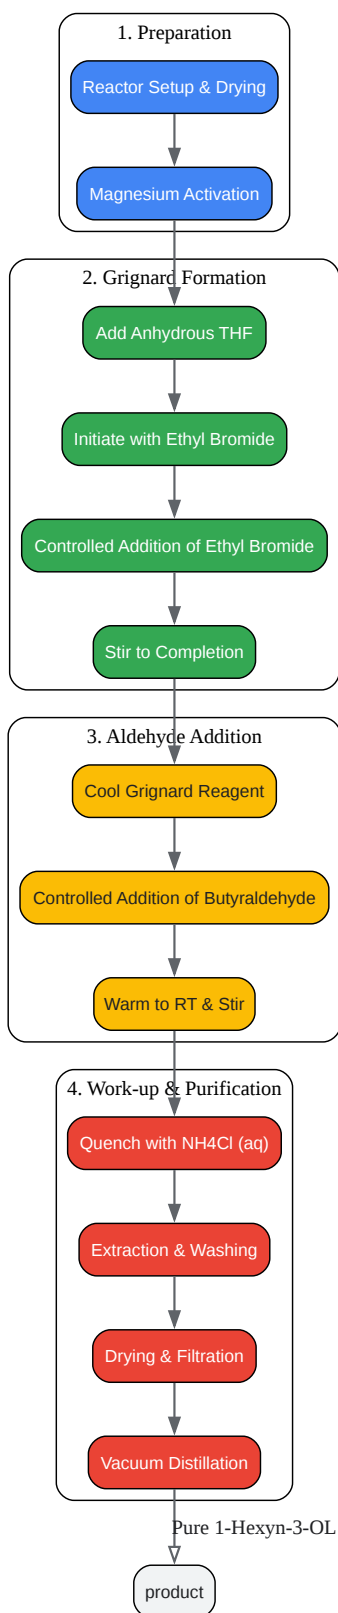 1. Preparation
Reactor Setup & Drying
Magnesium Activation
2. Grignard Formation
Add Anhydrous THF
Initiate with Ethyl Bromide
Controlled Addition of Ethyl Bromide
Stir to Completion
3. Aldehyde Addition
Cool Grignard Reagent
Controlled Addition of Butyraldehyde
Warm to RT & Stir
4. Work-up & Purification
Quench with NH4Cl (aq)
Extraction & Washing
Drying & Filtration
Vacuum Distillation
Pure 1-Hexyn-3-OL
product